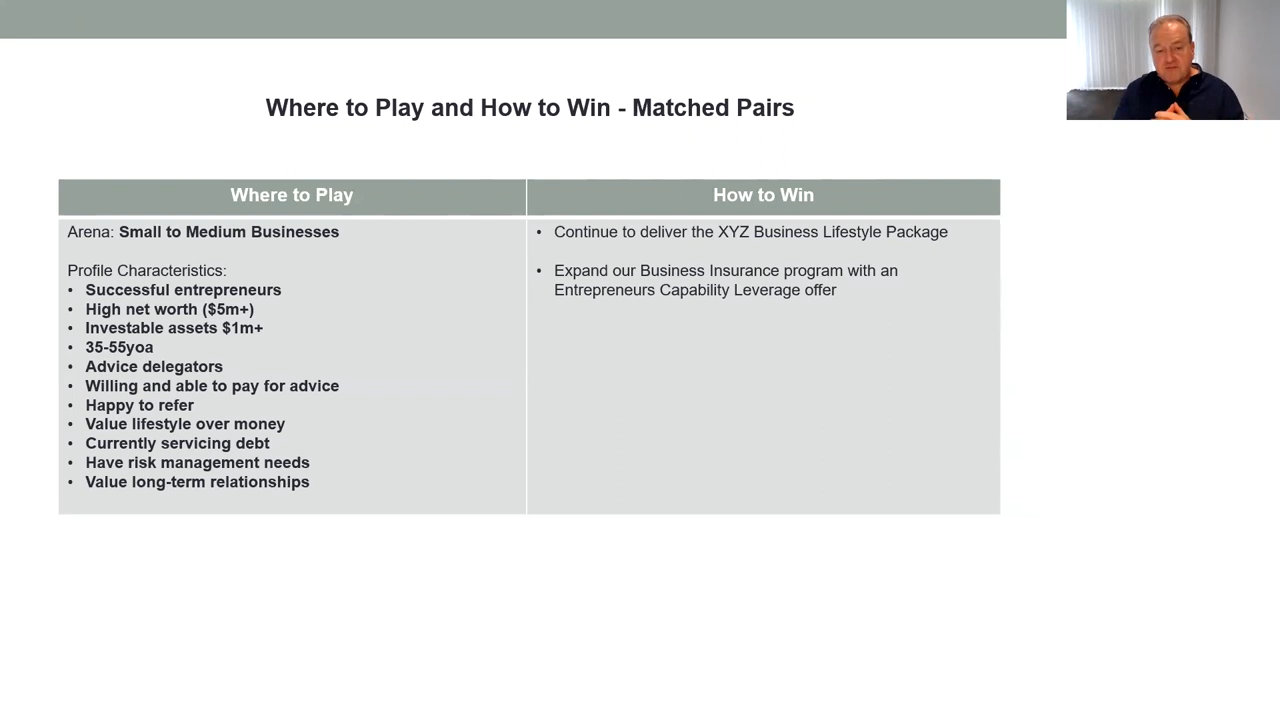 Where to Play and How to Win - Matched Pairs
Where to Play
How to Win
Arena: Small to Medium Businesses
Profile Characteristics:
• Successful entrepreneurs
• High net worth ($5m+)
• Investable assets $1m+
• 35-55yoa
• Advice delegators
• Willing and able to pay for advice
• Happy to refer
• Value lifestyle over money
• Currently servicing debt
• Have risk management needs
• Value long-term relationships
• Continue to deliver the XYZ Business Lifestyle Package
• Expand our Business Insurance program with an
Entrepreneurs Capability Leverage offer